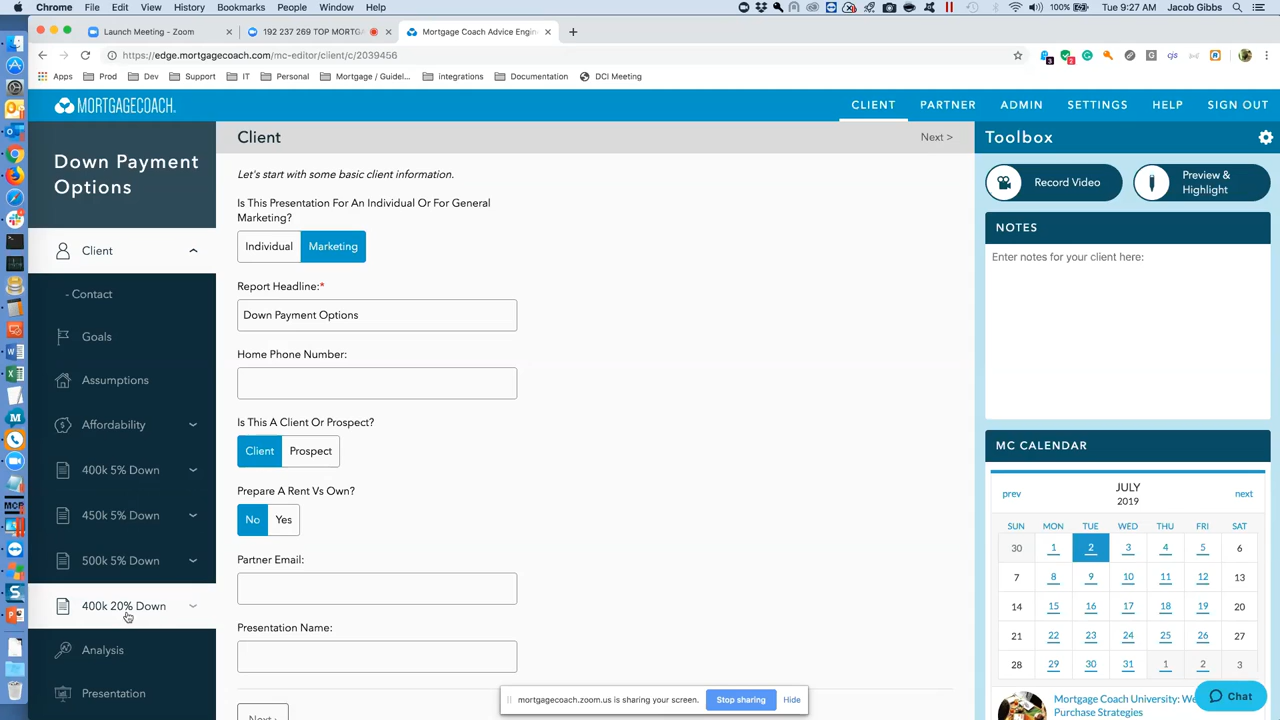 Chrome File Edit View History Bookmarks People Window Help
100% Tue 9:27 AM Jacob Gibbs
Launch Meeting - Zoom
192 237 269 TOP MORTG
Mortgage Coach Advice Engin
https://edge.mortgagecoach.com/mc-editor/client/c/2039456
Apps Prod Dev Support IT Personal Mortgage / Guidel... integrations Documentation DCI Meeting
MORTGAGECOACH
CLIENT PARTNER ADMIN SETTINGS HELP SIGN OUT
Down Payment
Options
Client
- Contact
Goals
Assumptions
Affordability
400k 5% Down
450k 5% Down
500k 5% Down
400k 20% Down
Analysis
Presentation
Client
Next >
Let's start with some basic client information.
Is This Presentation For An Individual Or For General
Marketing?
Individual Marketing
Report Headline:*
Down Payment Options
Home Phone Number:
Is This A Client Or Prospect?
Client Prospect
Prepare A Rent Vs Own?
No Yes
Partner Email:
Presentation Name:
Next >
mortgagecoach.zoom.us is sharing your screen. Stop sharing Hide
Toolbox
Record Video
Preview &
Highlight
NOTES
Enter notes for your client here:
MC CALENDAR
prev JULY next
2019
SUN MON TUE WED THU FRI SAT
30 1 2 3 4 5 6
7 8 9 10 11 12 13
14 15 16 17 18 19 20
21 22 23 24 25 26 27
28 29 30 31 1 2 3
Mortgage Coach University: We
Purchase Strategies
Chat